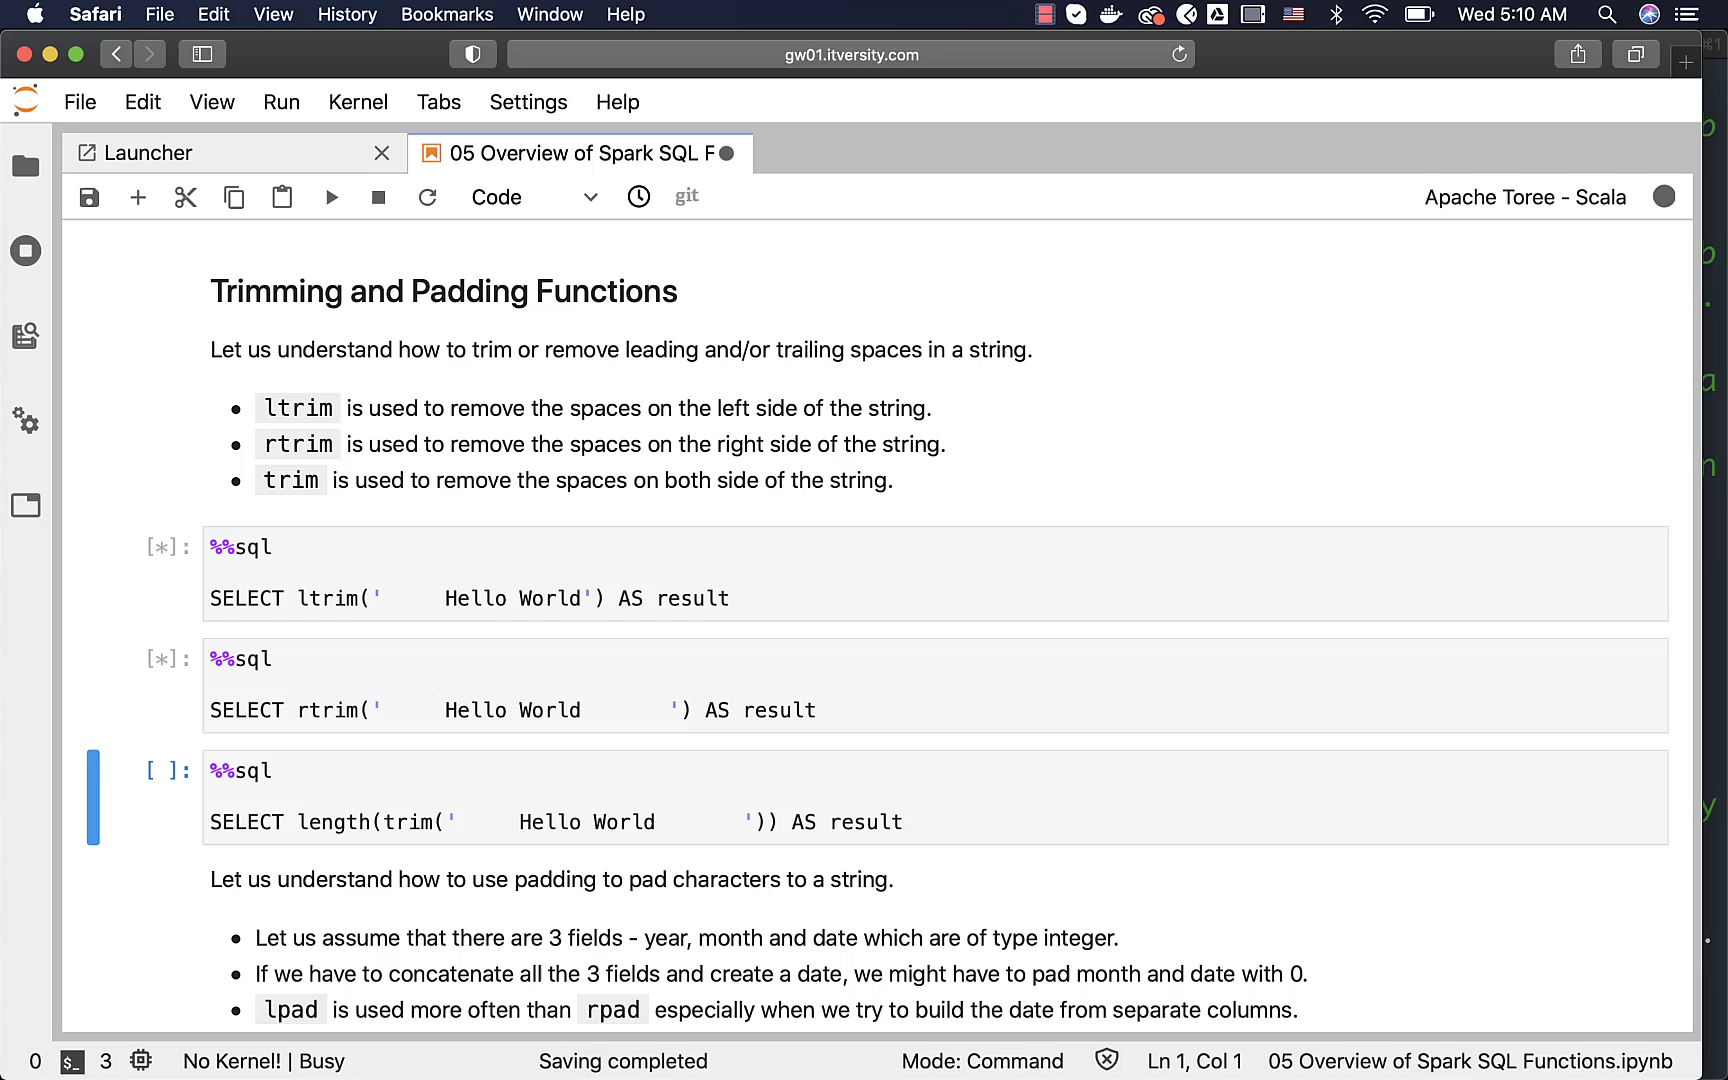 Safari File Edit View History Bookmarks Window Help Wed 5:10 AM
gw01.itversity.com
File Edit View Run Kernel Tabs Settings Help
Launcher 05 Overview of Spark SQL F
Code git Apache Toree - Scala
Trimming and Padding Functions
Let us understand how to trim or remove leading and/or trailing spaces in a string.
• ltrim is used to remove the spaces on the left side of the string.
• rtrim is used to remove the spaces on the right side of the string.
• trim is used to remove the spaces on both side of the string.
[*]: %%sql
SELECT ltrim('     Hello World') AS result
[*]: %%sql
SELECT rtrim('     Hello World       ') AS result
[ ]: %%sql
SELECT length(trim('     Hello World       ')) AS result
Let us understand how to use padding to pad characters to a string.
• Let us assume that there are 3 fields - year, month and date which are of type integer.
• If we have to concatenate all the 3 fields and create a date, we might have to pad month and date with 0.
• lpad is used more often than rpad especially when we try to build the date from separate columns.
0 $_ 3 No Kernel! | Busy Saving completed Mode: Command Ln 1, Col 1 05 Overview of Spark SQL Functions.ipynb